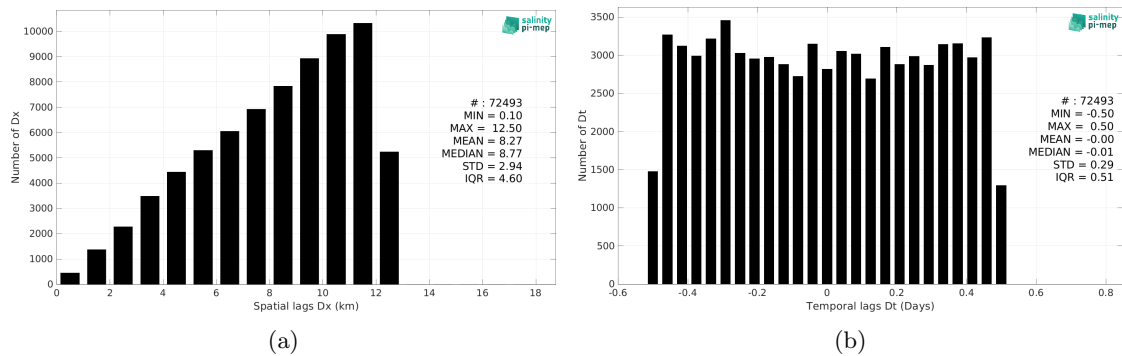 salinity
pi-mep
10000
9000
8000
7000
6000
5000
4000
3000
2000
1000
0
Number of Dx
# : 72493
MIN = 0.10
MAX = 12.50
MEAN = 8.27
MEDIAN = 8.77
STD = 2.94
IQR = 4.60
0 2 4 6 8 10 12 14 16 18
Spatial lags Dx (km)
(a)
salinity
pi-mep
3500
3000
2500
2000
1500
1000
500
0
Number of Dt
# : 72493
MIN = -0.50
MAX = 0.50
MEAN = -0.00
MEDIAN = -0.01
STD = 0.29
IQR = 0.51
-0.6 -0.4 -0.2 0 0.2 0.4 0.6 0.8
Temporal lags Dt (Days)
(b)